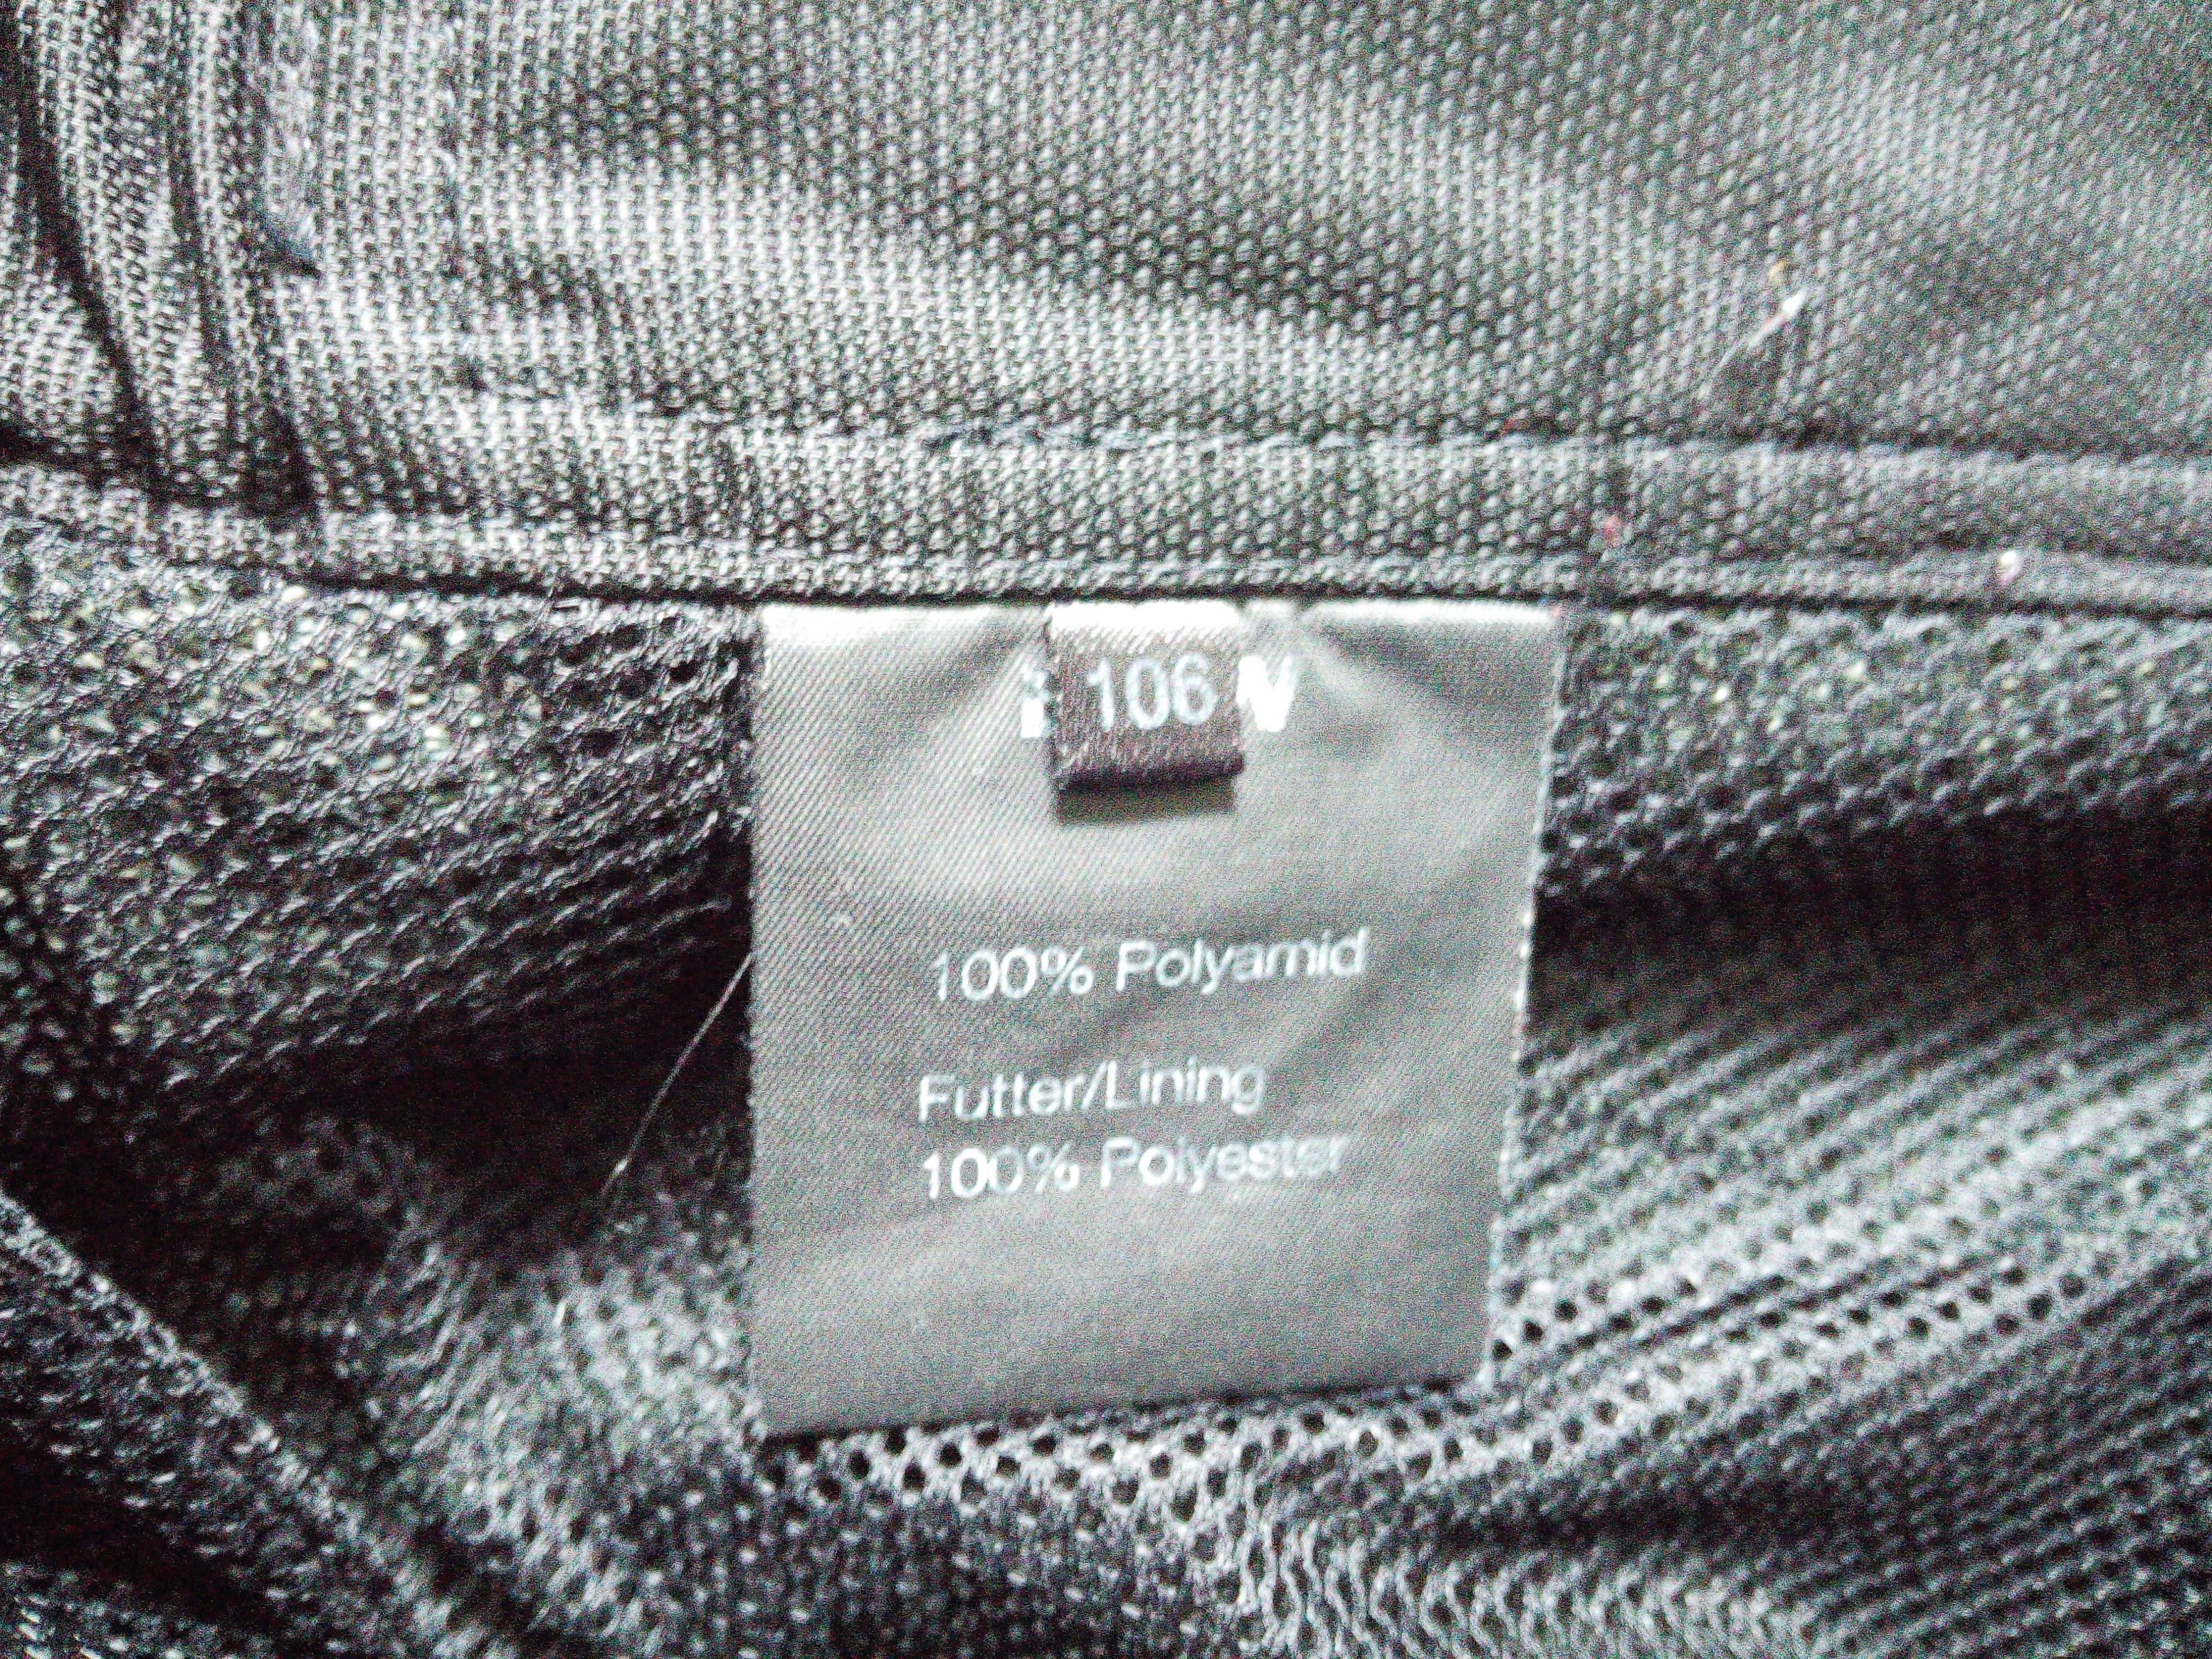 106
100% Polyamid
Futter/Lining
100% Polyester